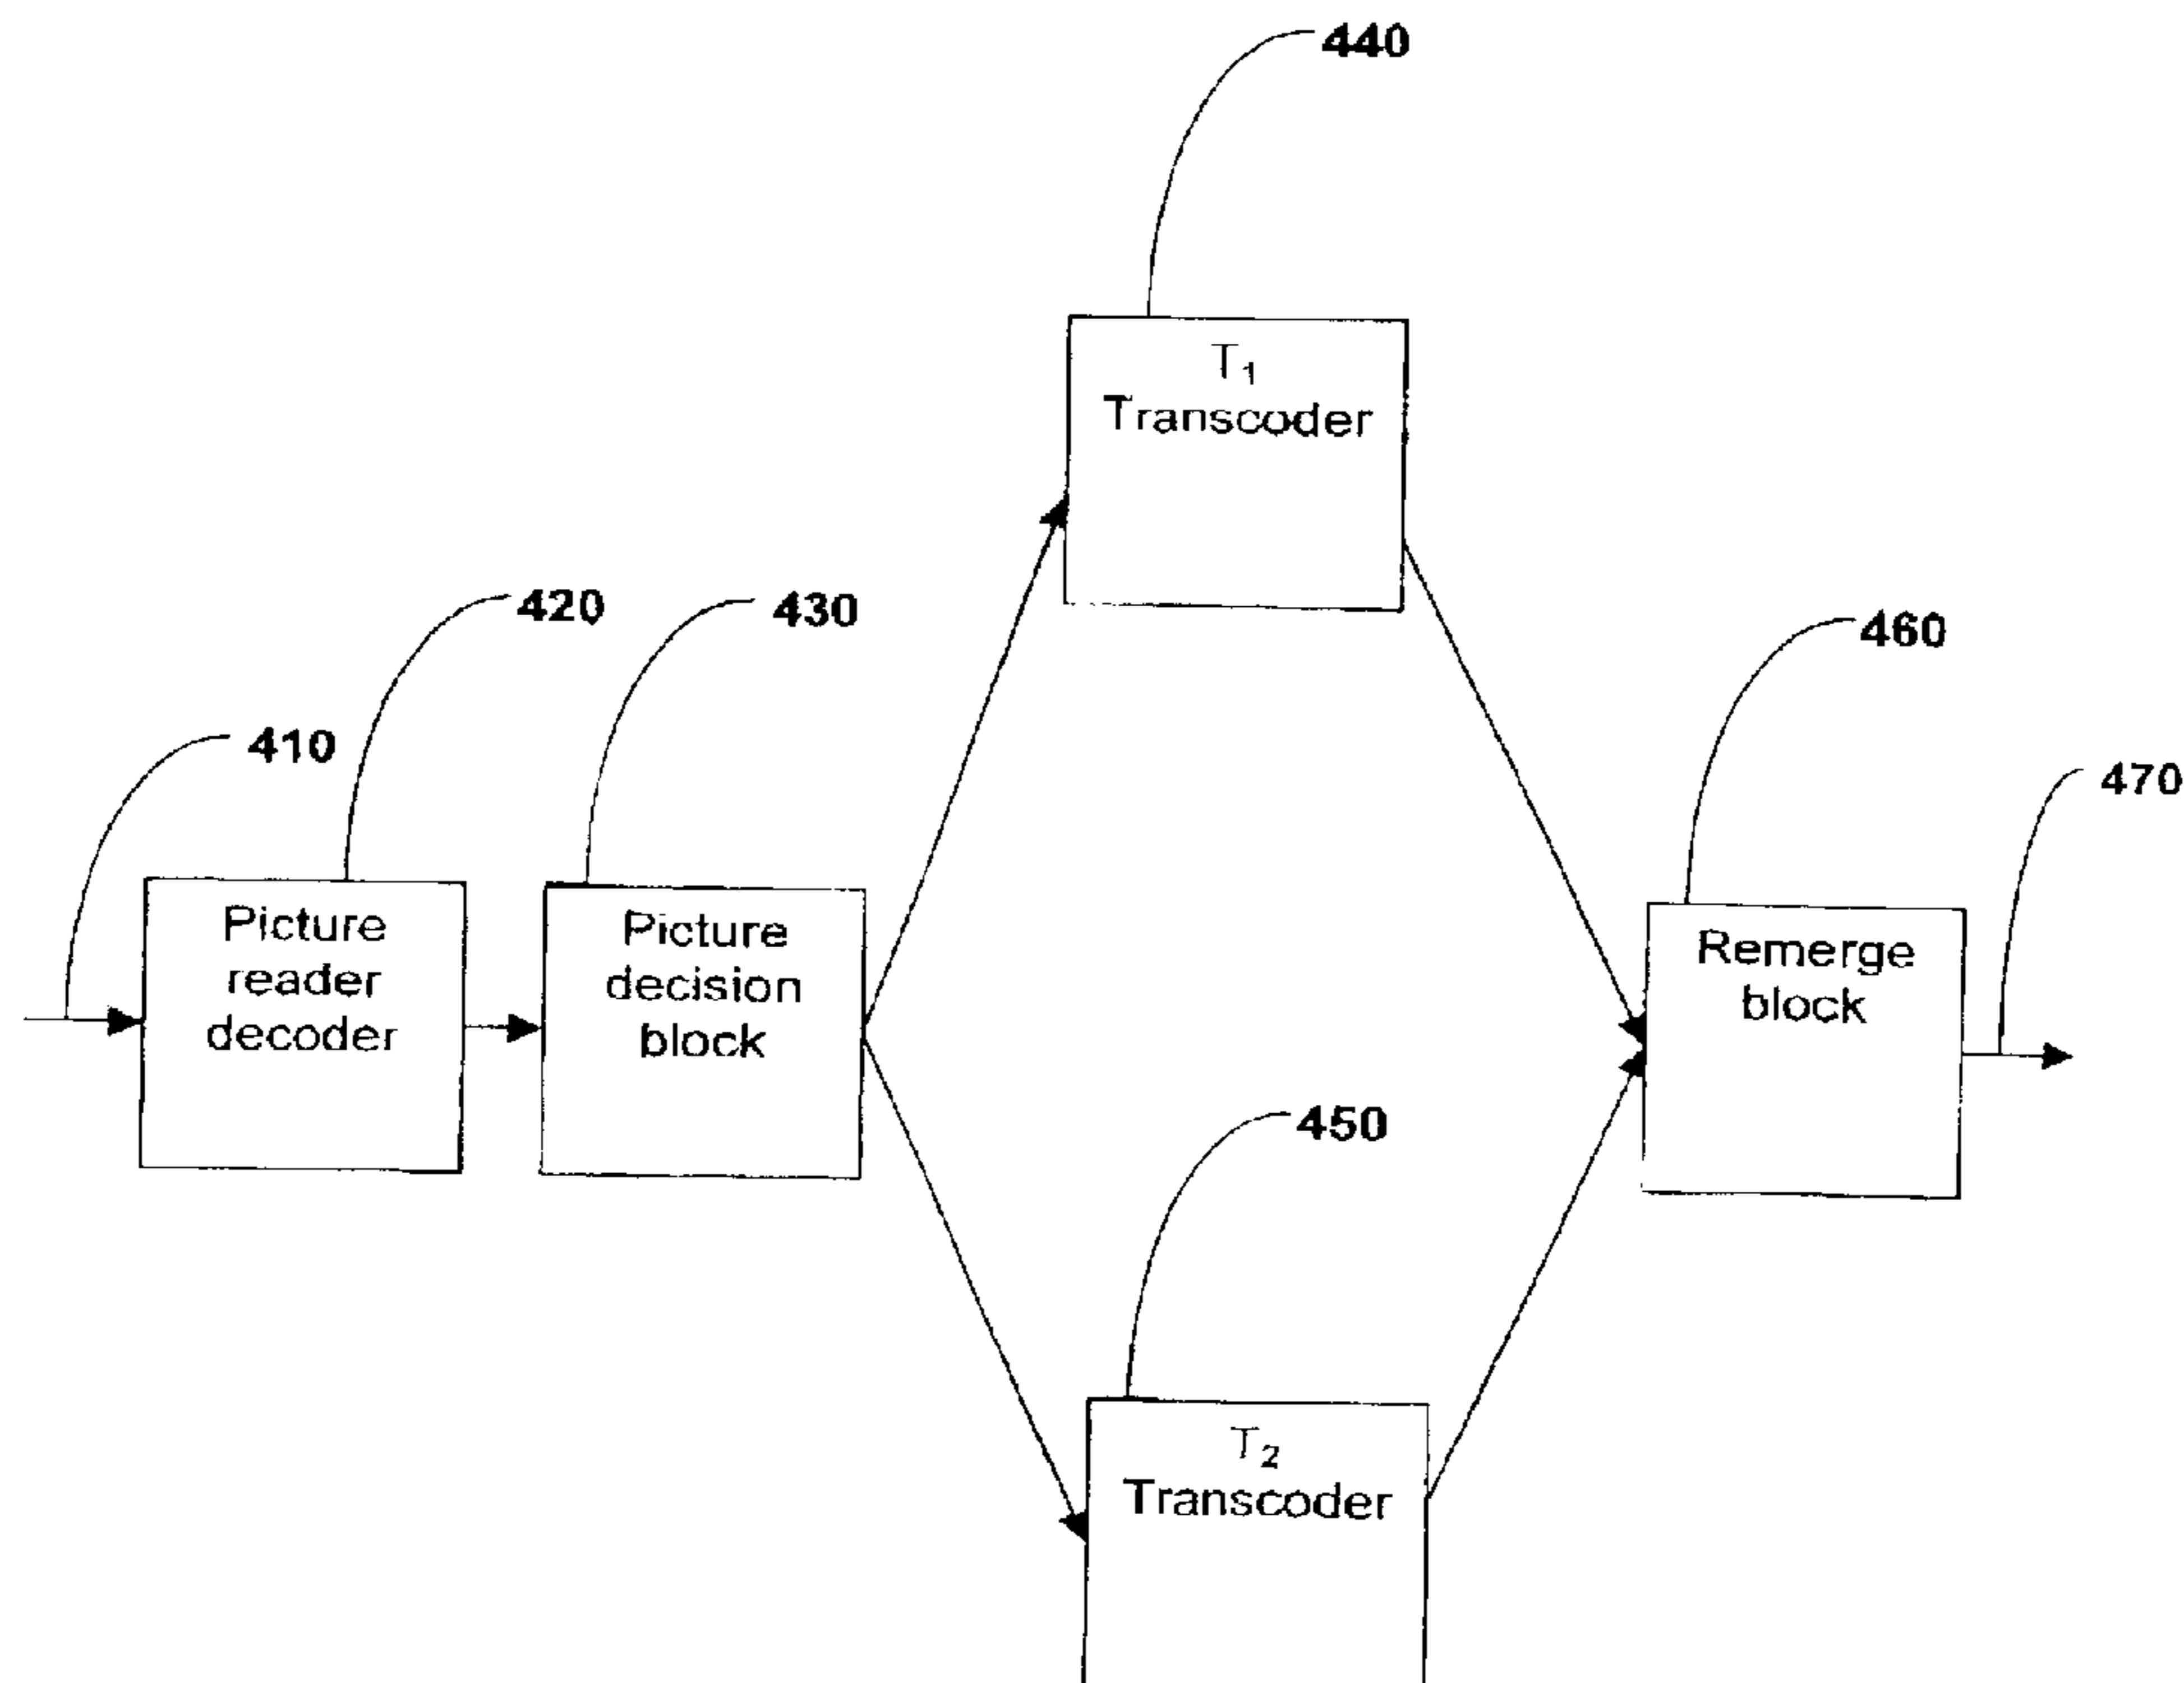 440
T1
Transcoder
420
430
460
410
470
Picture
reader
decoder
Picture
decision
block
Remerge
block
450
T2
Transcoder